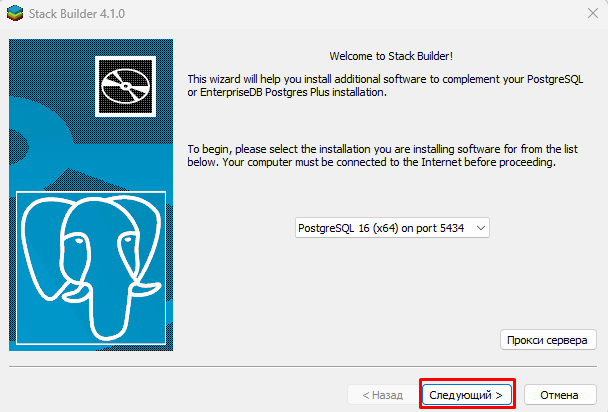 Stack Builder 4.1.0
Welcome to Stack Builder!
This wizard will help you install additional software to complement your PostgreSQL
or EnterpriseDB Postgres Plus installation.
To begin, please select the installation you are installing software for from the list
below. Your computer must be connected to the Internet before proceeding.
PostgreSQL 16 (x64) on port 5434
Прокси сервера
< Назад
Следующий >
Отмена